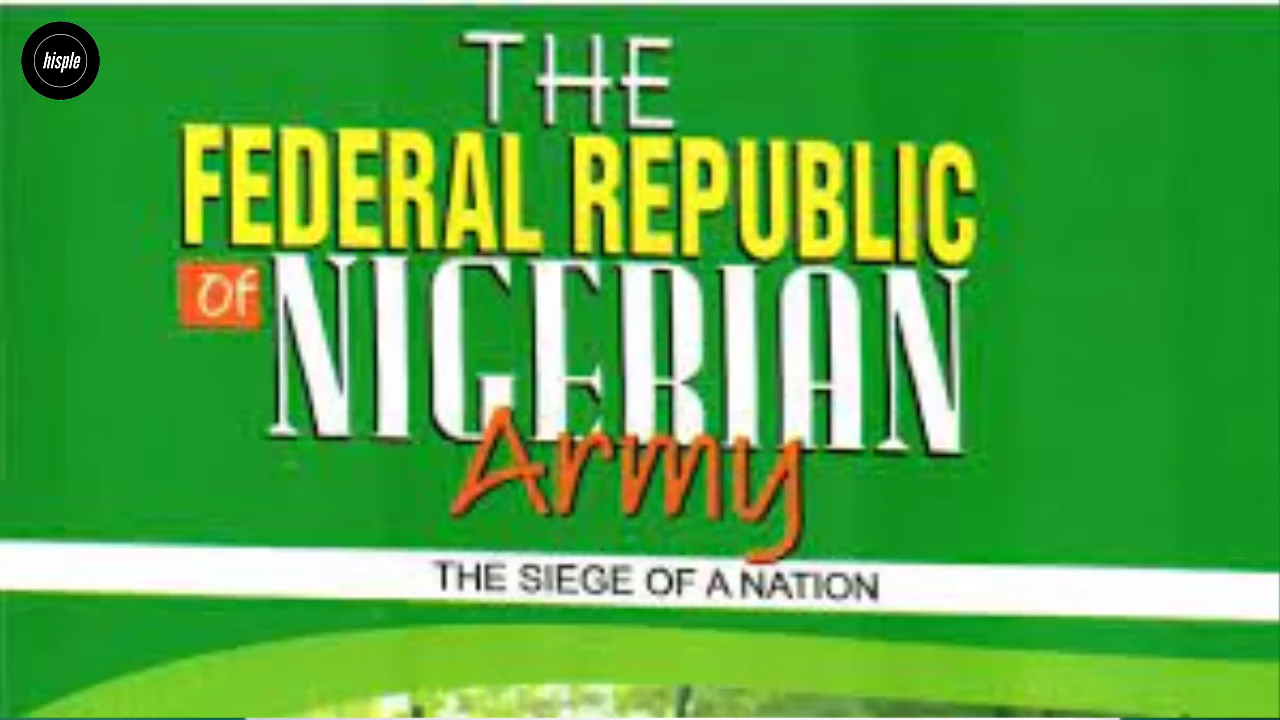 hisple
THE
FEDERAL REPUBLIC
of NIGERIAN
Army
THE SIEGE OF A NATION